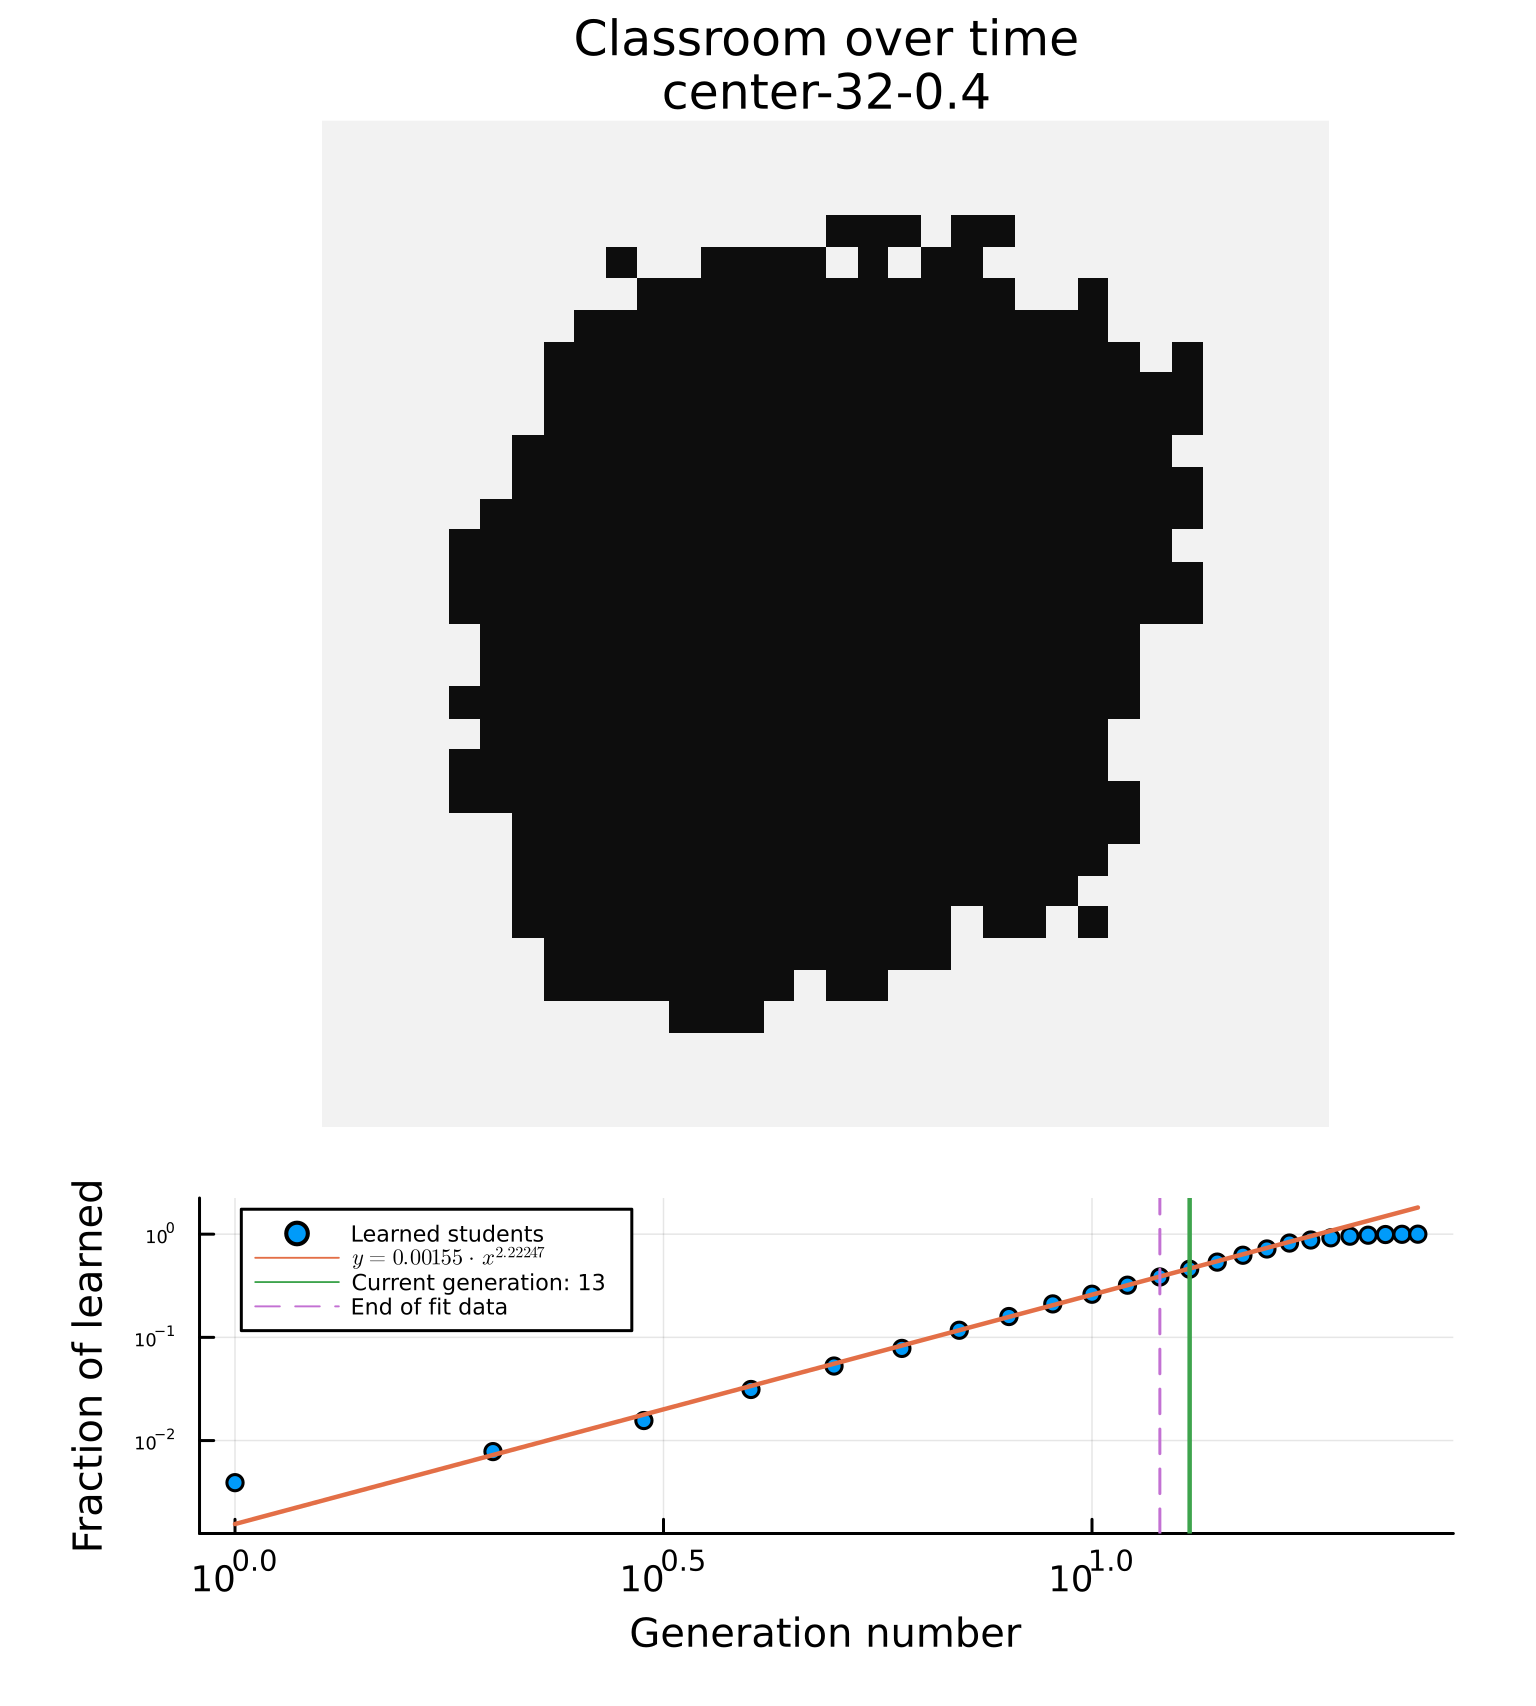 Classroom over time
center-32-0.4
Fraction of learned
10^0
10^-1
10^-2
Learned students
y = 0.00155 · x^2.22247
Current generation: 13
End of fit data
10^0.0 10^0.5 10^1.0
Generation number